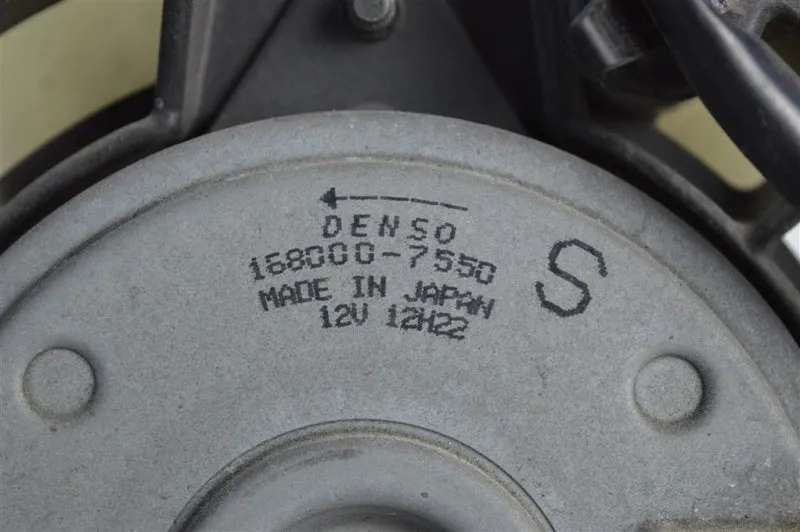 DENSO
168000-7550
MADE IN JAPAN
12V 12H22
S